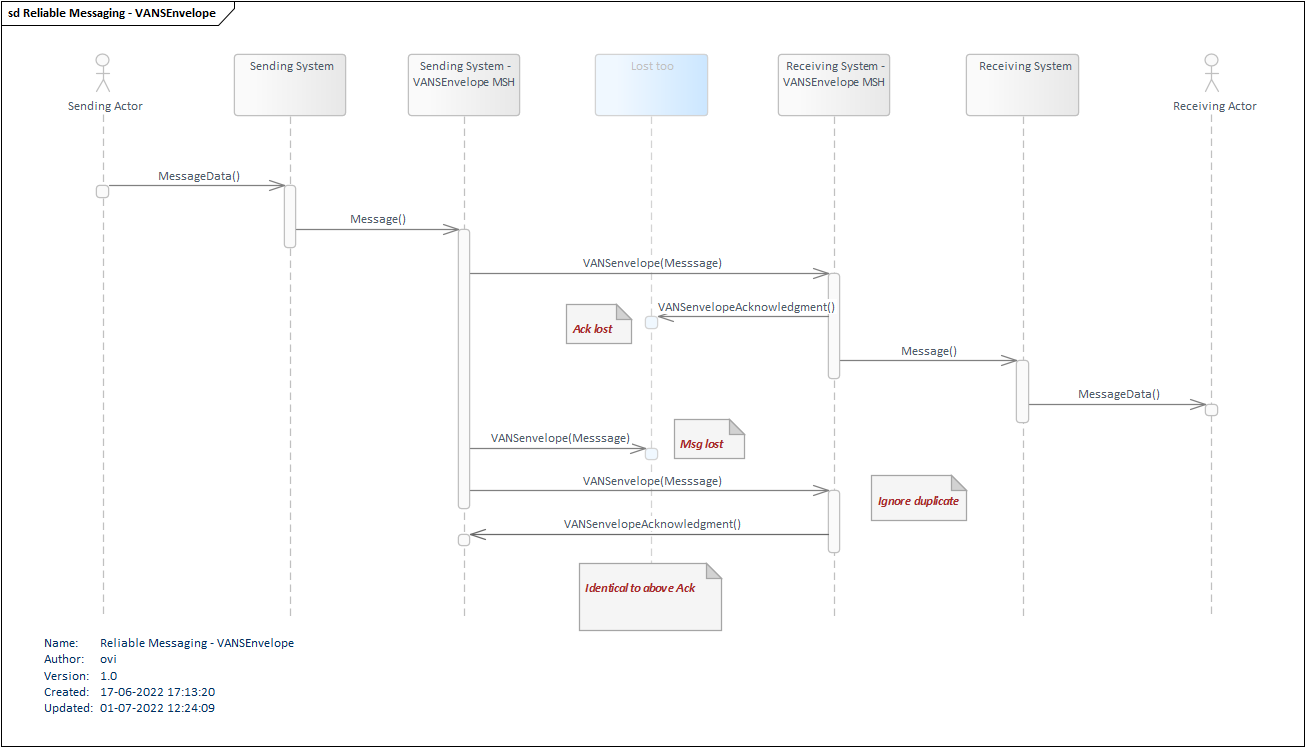 sd Reliable Messaging - VANSEnvelope
Sending Actor
Sending System
Sending System -
VANSEnvelope MSH
Lost too
Receiving System -
VANSEnvelope MSH
Receiving System
Receiving Actor
MessageData()
Message()
VANSenvelope(Messsage)
VANSenvelopeAcknowledgment()
Ack lost
Message()
MessageData()
VANSenvelope(Messsage)
Msg lost
VANSenvelope(Messsage)
Ignore duplicate
VANSenvelopeAcknowledgment()
Identical to above Ack
Name: Reliable Messaging - VANSEnvelope
Author: ovi
Version: 1.0
Created: 17-06-2022 17:13:20
Updated: 01-07-2022 12:24:09